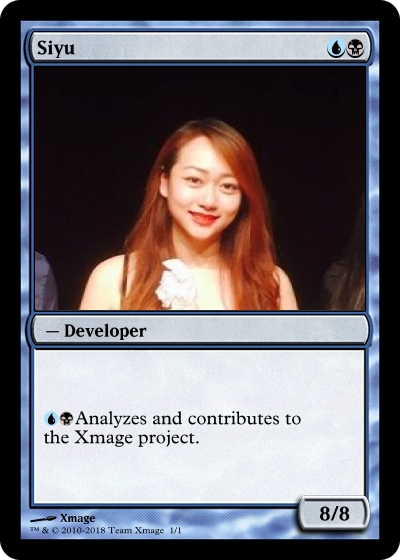 Siyu
— Developer
Analyzes and contributes to
the Xmage project.
8/8
Xmage
™ & © 2010-2018 Team Xmage 1/1